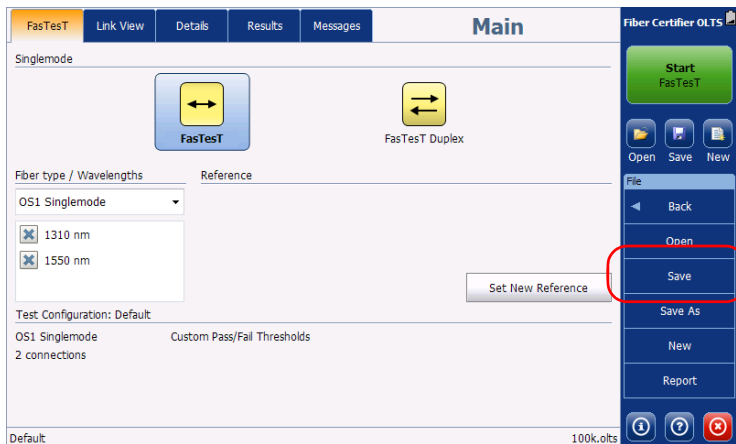 FasTesT
Link View
Details
Results
Messages
Main
Fiber Certifier OLTS
Singlemode
FasTesT
FasTesT Duplex
Start
FasTesT
Open
Save
New
Fiber type / Wavelengths
Reference
OS1 Singlemode
1310 nm
1550 nm
Set New Reference
File
Back
Open
Save
Save As
New
Report
Test Configuration: Default
OS1 Singlemode
Custom Pass/Fail Thresholds
2 connections
Default
100k.olts